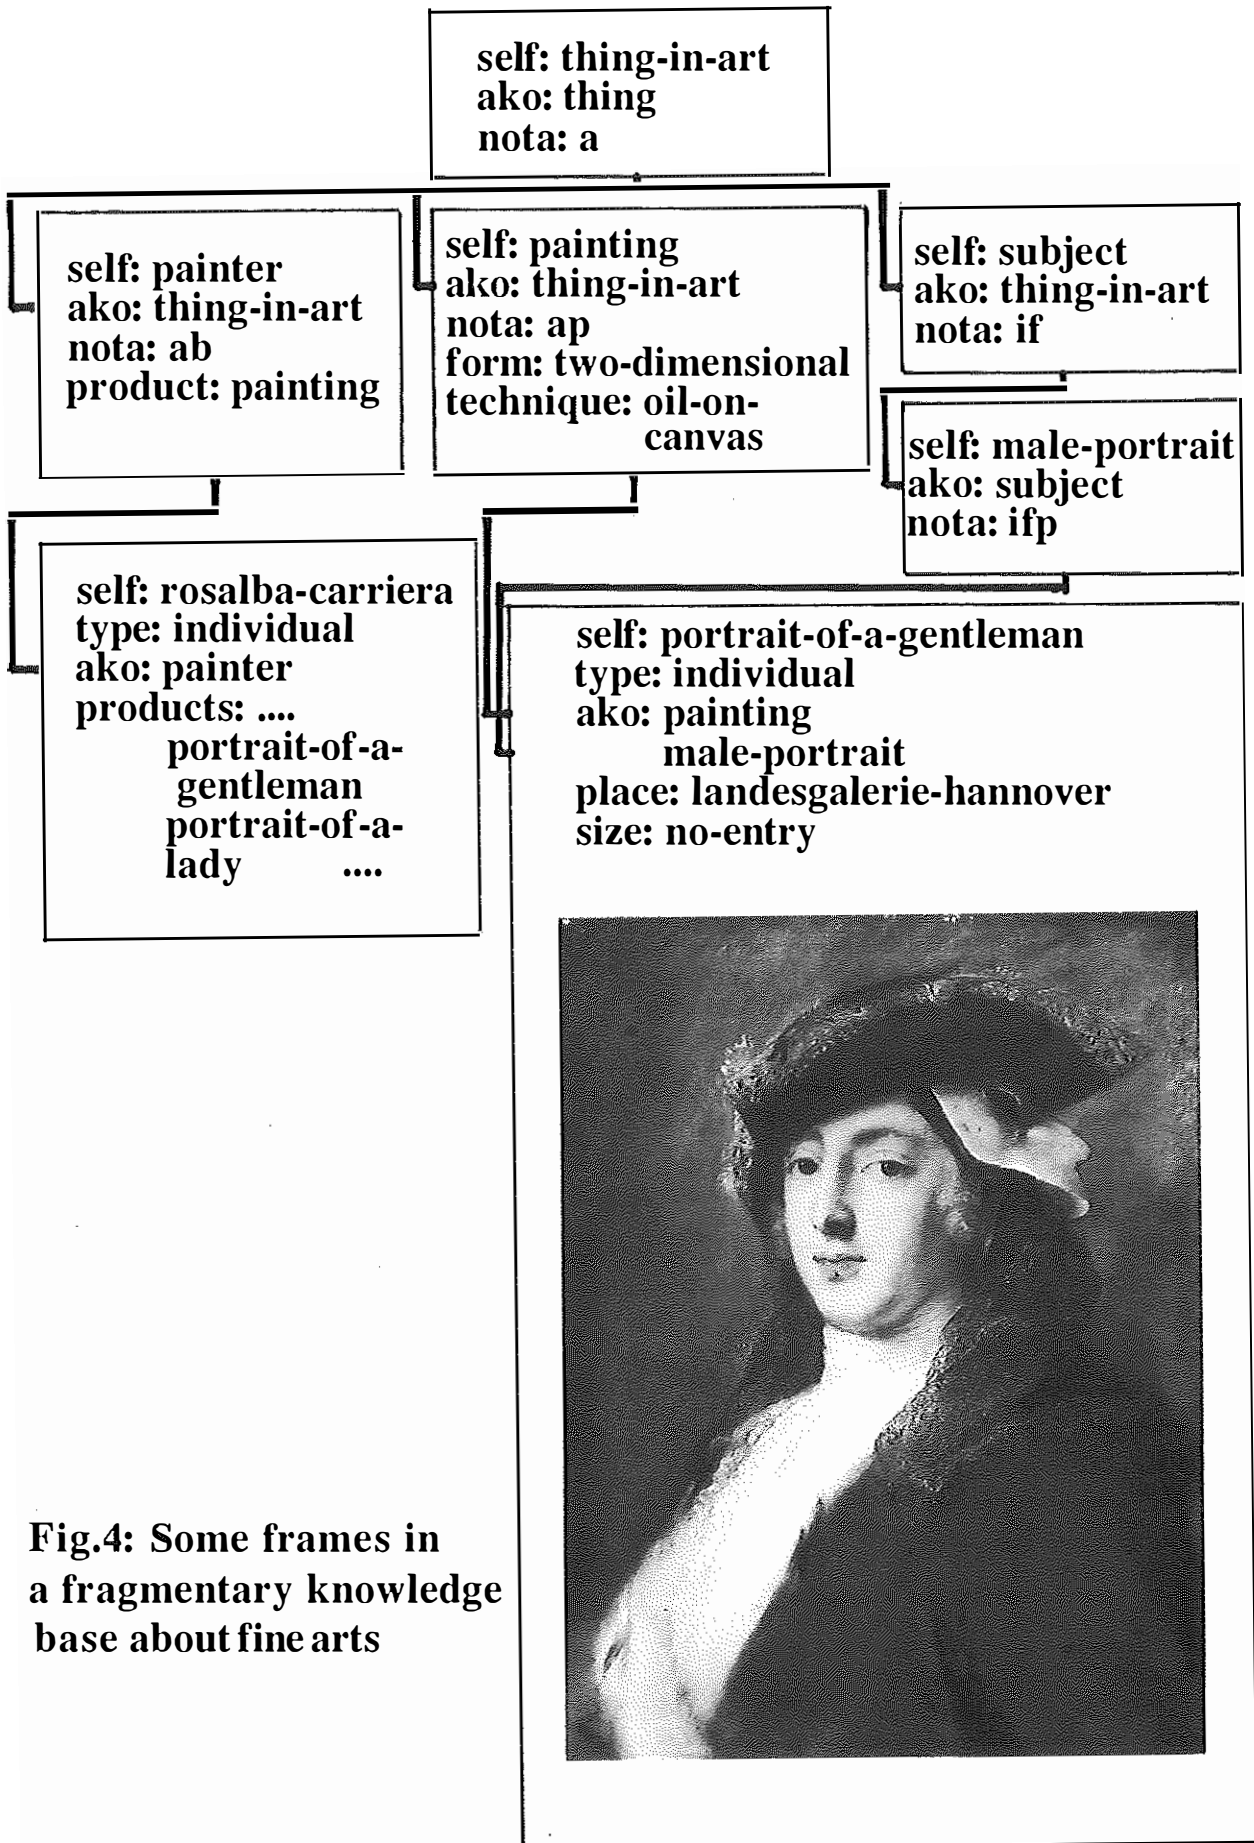 self: thing-in-art
ako: thing
nota: a
self: painter
ako: thing-in-art
nota: ab
product: painting
self: painting
ako: thing-in-art
nota: ap
form: two-dimensional
technique: oil-on-
canvas
self: subject
ako: thing-in-art
nota: if
self: male-portrait
ako: subject
nota: ifp
self: rosalba-carriera
type: individual
ako: painter
products: ....
portrait-of-a-
gentleman
portrait-of-a-
lady ....
self: portrait-of-a-gentleman
type: individual
ako: painting
male-portrait
place: landesgalerie-hannover
size: no-entry
Fig.4: Some frames in
a fragmentary knowledge
base about fine arts